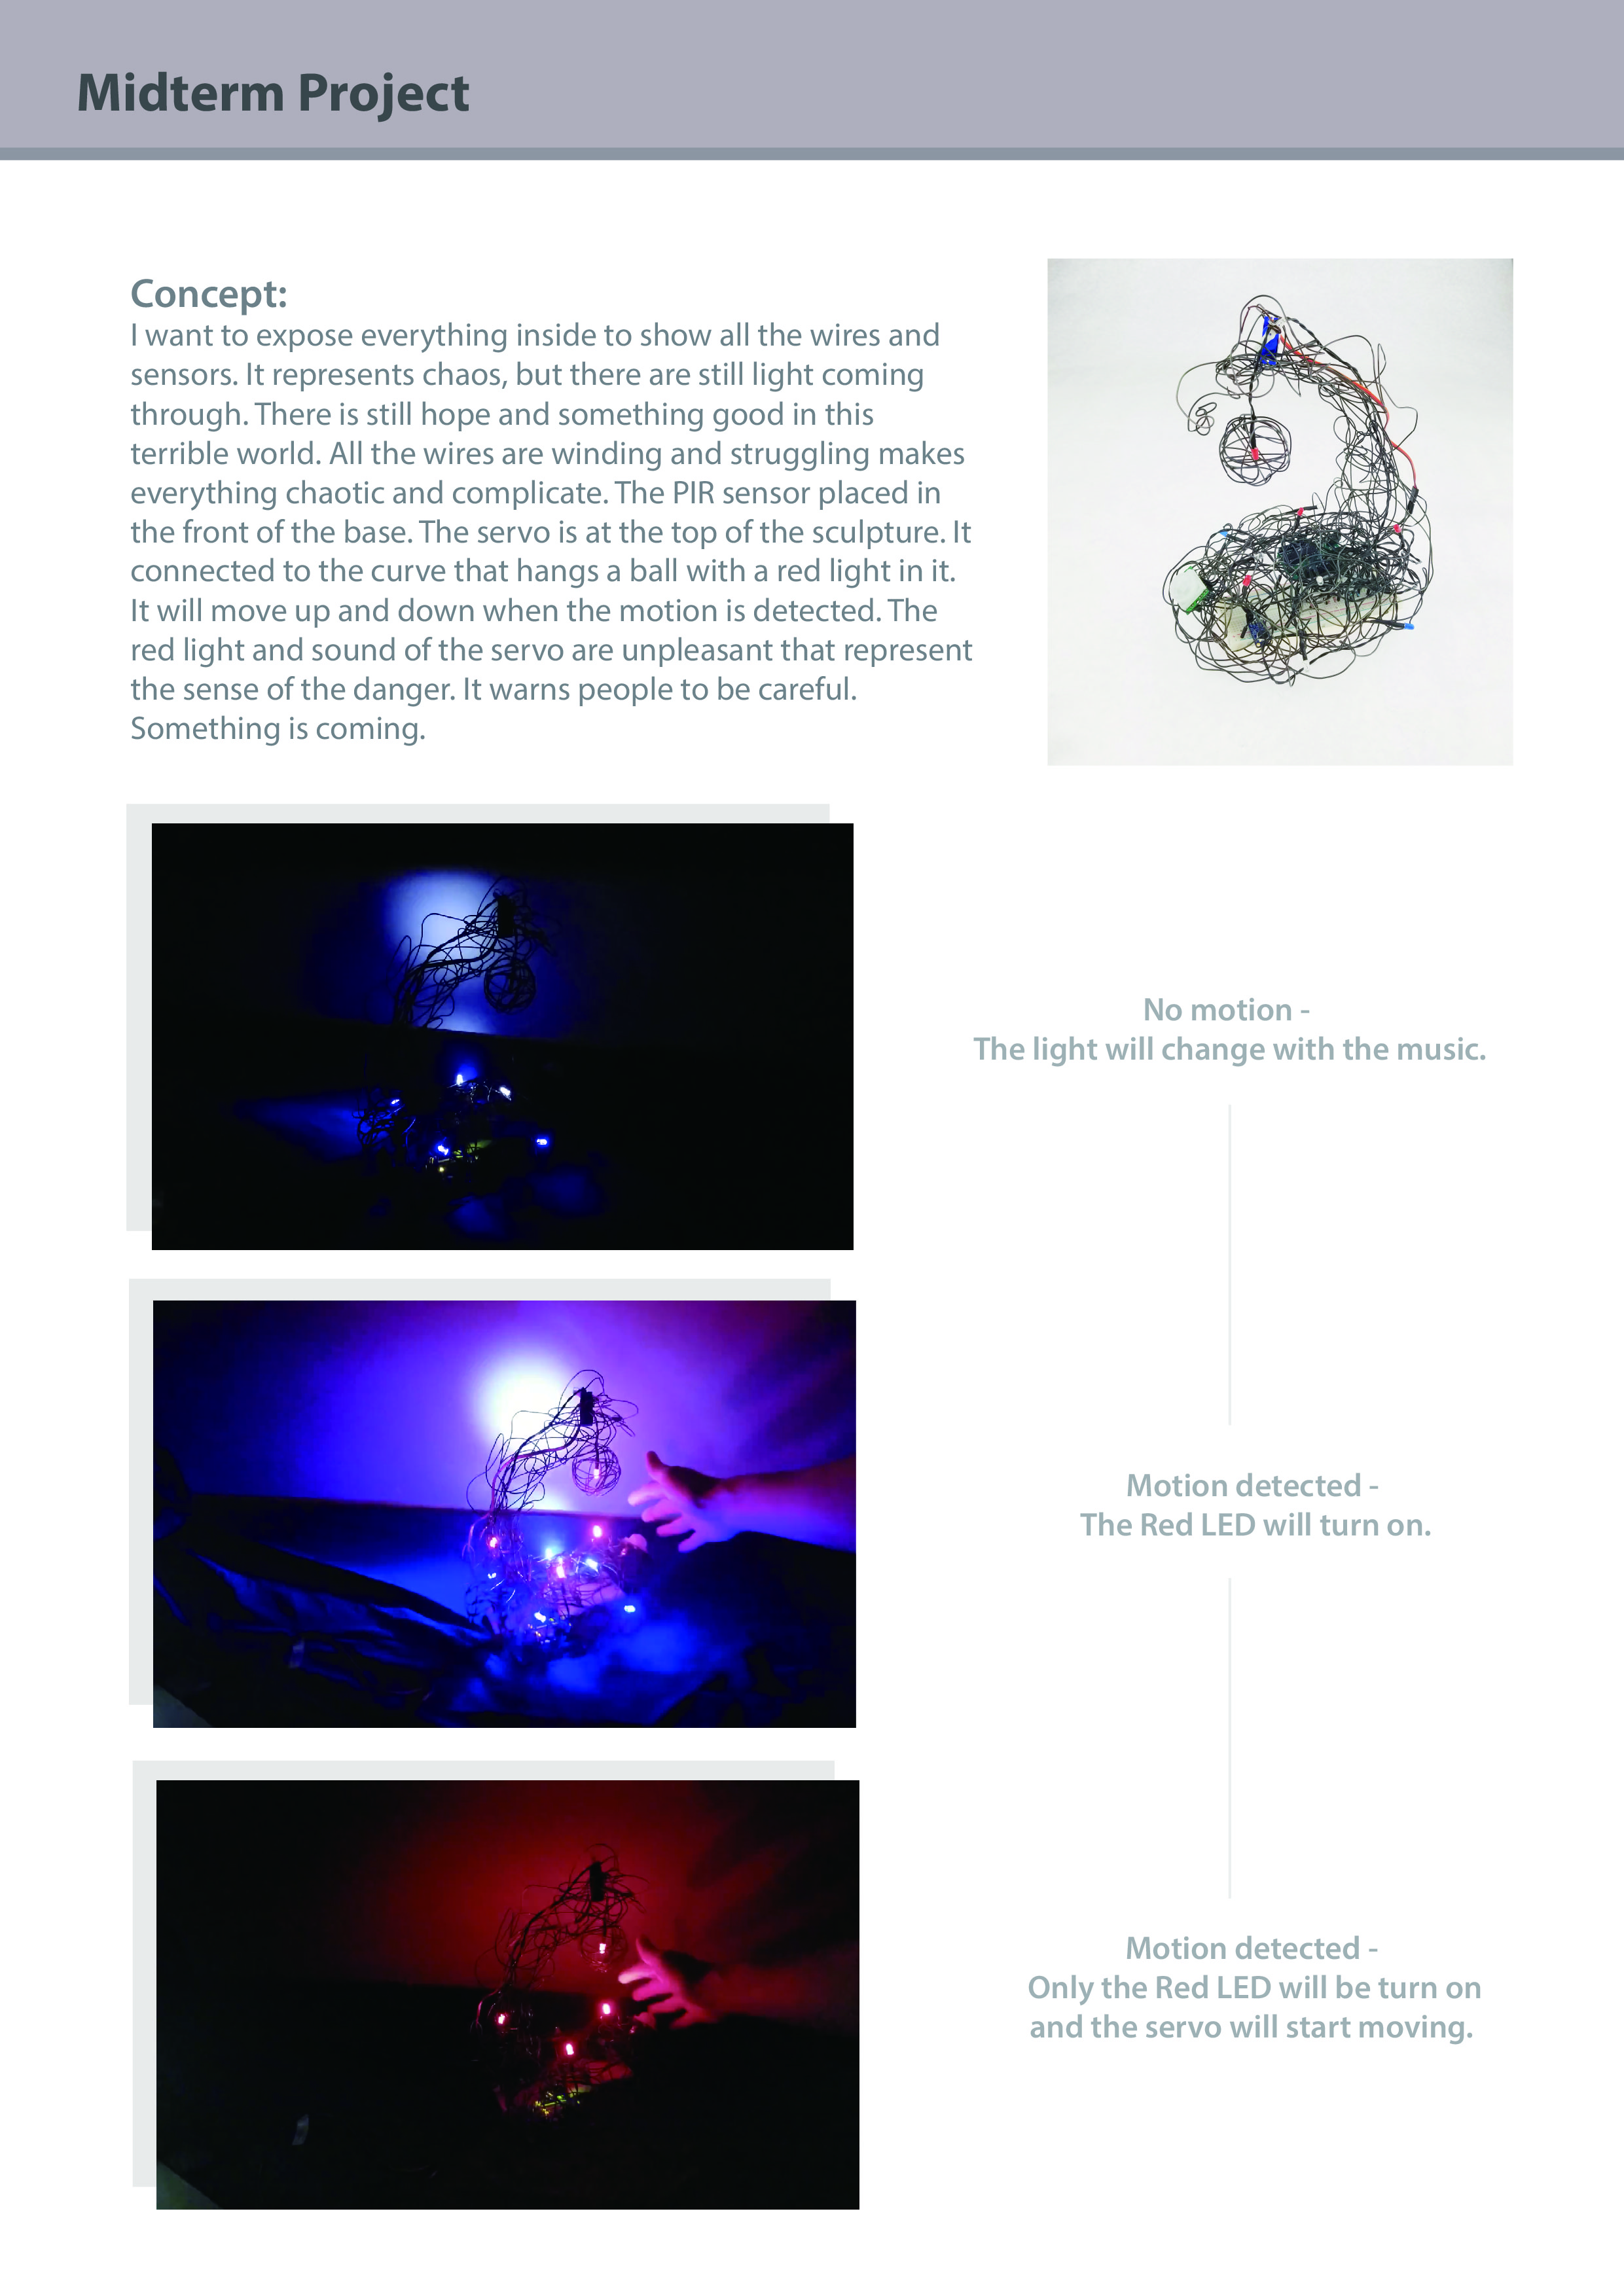 Midterm Project
Concept:
I want to expose everything inside to show all the wires and
sensors. It represents chaos, but there are still light coming
through. There is still hope and something good in this
terrible world. All the wires are winding and struggling makes
everything chaotic and complicate. The PIR sensor placed in
the front of the base. The servo is at the top of the sculpture. It
connected to the curve that hangs a ball with a red light in it.
It will move up and down when the motion is detected. The
red light and sound of the servo are unpleasant that represent
the sense of the danger. It warns people to be careful.
Something is coming.
No motion -
The light will change with the music.
Motion detected -
The Red LED will turn on.
Motion detected -
Only the Red LED will be turn on
and the servo will start moving.